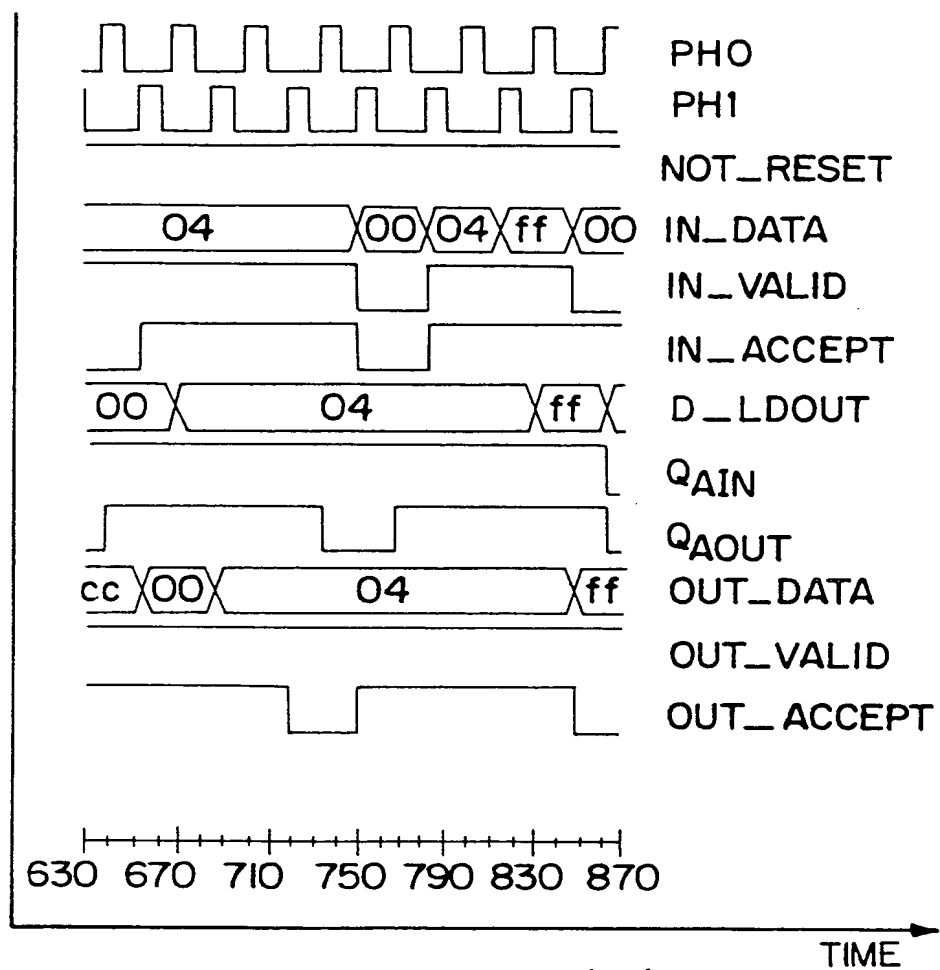 PH0
PH1
NOT_RESET
04 00 04 ff 00 IN_DATA
IN_VALID
IN_ACCEPT
00 04 ff D_LDOUT
QAIN
QAOUT
cc 00 04 ff OUT_DATA
OUT_VALID
OUT_ACCEPT
630 670 710 750 790 830 870
TIME